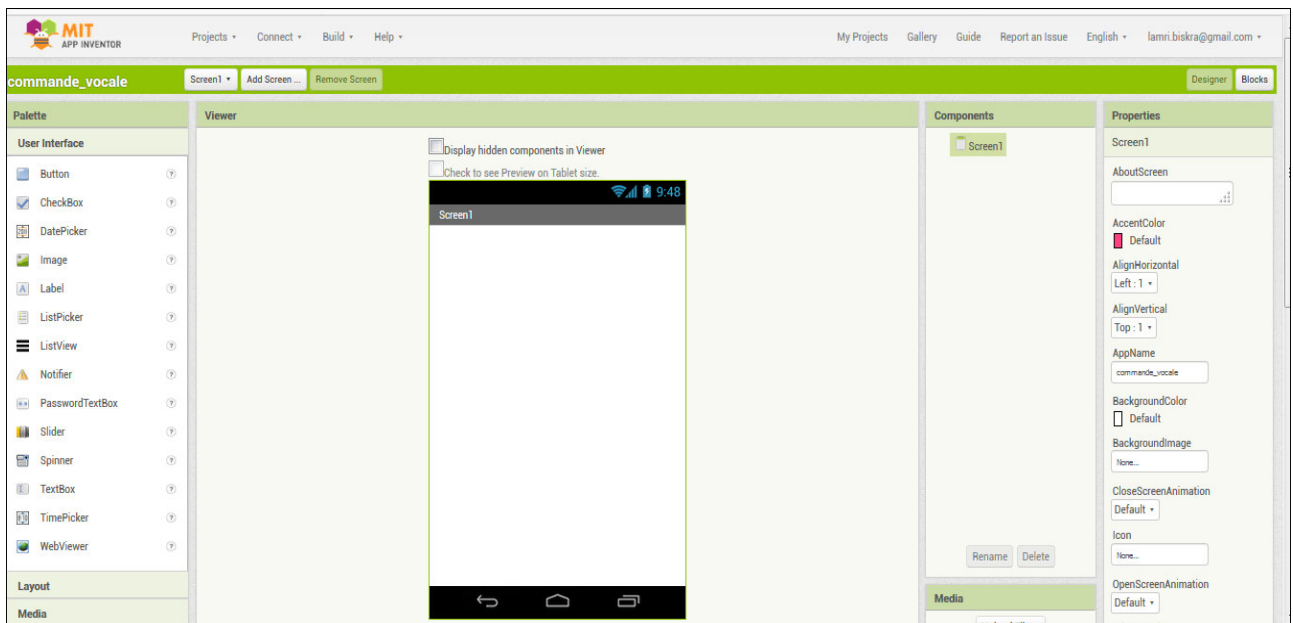 MIT
APP INVENTOR
Projects Connect Build Help My Projects Gallery Guide Report an Issue English lamri.biskra@gmail.com
commande_vocale Screen1 Add Screen ... Remove Screen Designer Blocks
Palette
User Interface
Button
CheckBox
DatePicker
Image
Label
ListPicker
ListView
Notifier
PasswordTextBox
Slider
Spinner
TextBox
TimePicker
WebViewer
Layout
Media
Viewer
Display hidden components in Viewer
Check to see Preview on Tablet size.
9:48
Screen1
Components
Screen1
Rename Delete
Media
Properties
Screen1
AboutScreen
AccentColor
Default
AlignHorizontal
Left : 1
AlignVertical
Top : 1
AppName
commande_vocale
BackgroundColor
Default
BackgroundImage
None...
CloseScreenAnimation
Default
Icon
None...
OpenScreenAnimation
Default